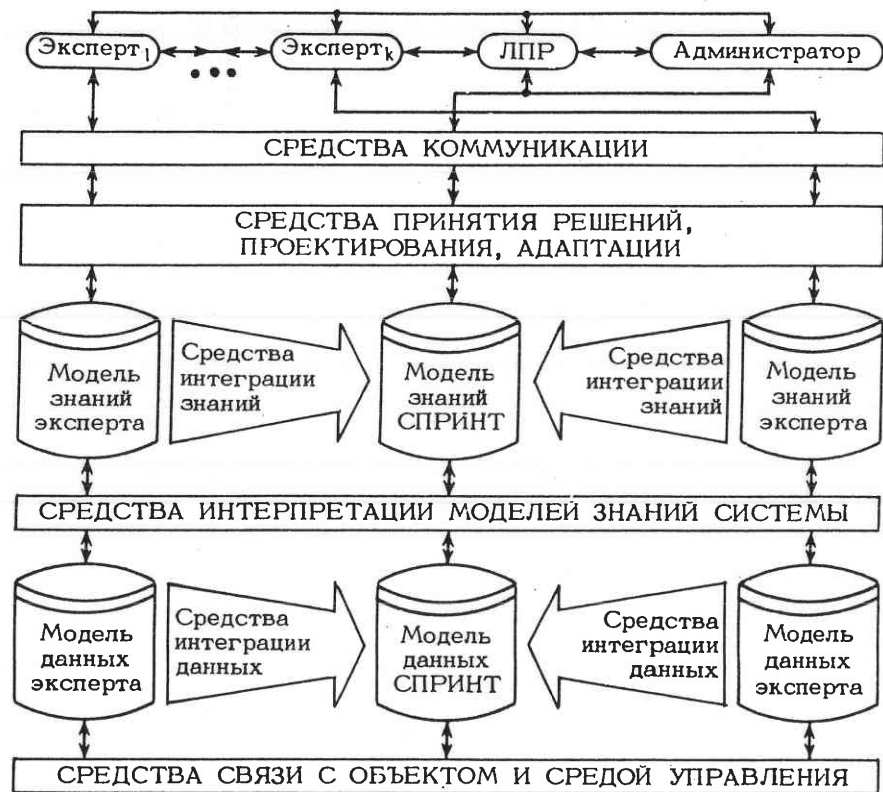 Эксперт₁ Экспертₖ ЛПР Администратор
СРЕДСТВА КОММУНИКАЦИИ
СРЕДСТВА ПРИНЯТИЯ РЕШЕНИЙ,
ПРОЕКТИРОВАНИЯ, АДАПТАЦИИ
Модель
знаний
эксперта
Средства
интеграции
знаний
Модель
знаний
СПРИНТ
Средства
интеграции
знаний
Модель
знаний
эксперта
СРЕДСТВА ИНТЕРПРЕТАЦИИ МОДЕЛЕЙ ЗНАНИЙ СИСТЕМЫ
Модель
данных
эксперта
Средства
интеграции
данных
Модель
данных
СПРИНТ
Средства
интеграции
данных
Модель
данных
эксперта
СРЕДСТВА СВЯЗИ С ОБЪЕКТОМ И СРЕДОЙ УПРАВЛЕНИЯ